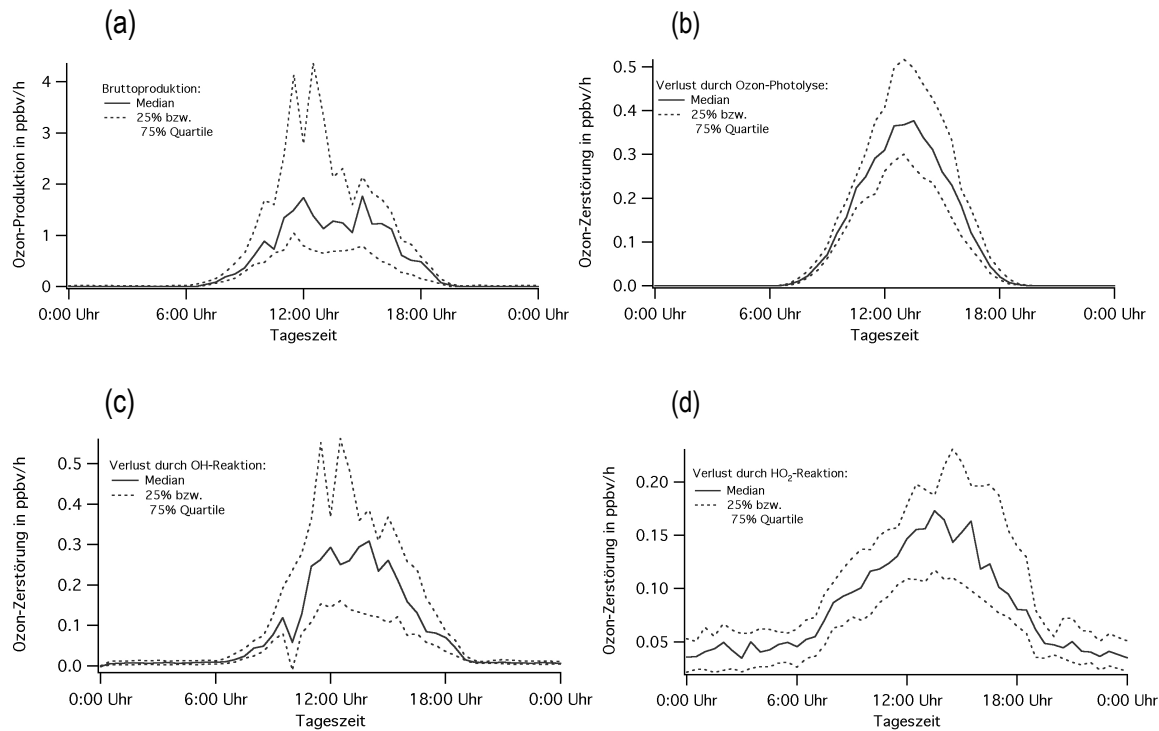 (a)
Ozon-Produktion in ppbv/h
4
3
2
1
0
Bruttoproduktion:
Median
25% bzw.
75% Quartile
0:00 Uhr
6:00 Uhr
12:00 Uhr
18:00 Uhr
0:00 Uhr
Tageszeit
(b)
Ozon-Zerstörung in ppbv/h
0.5
0.4
0.3
0.2
0.1
0.0
Verlust durch Ozon-Photolyse:
Median
25% bzw.
75% Quartile
0:00 Uhr
6:00 Uhr
12:00 Uhr
18:00 Uhr
0:00 Uhr
Tageszeit
(c)
Ozon-Zerstörung in ppbv/h
0.5
0.4
0.3
0.2
0.1
0.0
Verlust durch OH-Reaktion:
Median
25% bzw.
75% Quartile
0:00 Uhr
6:00 Uhr
12:00 Uhr
18:00 Uhr
0:00 Uhr
Tageszeit
(d)
Ozon-Zerstörung in ppbv/h
0.20
0.15
0.10
0.05
Verlust durch HO₂-Reaktion:
Median
25% bzw.
75% Quartile
0:00 Uhr
6:00 Uhr
12:00 Uhr
18:00 Uhr
0:00 Uhr
Tageszeit